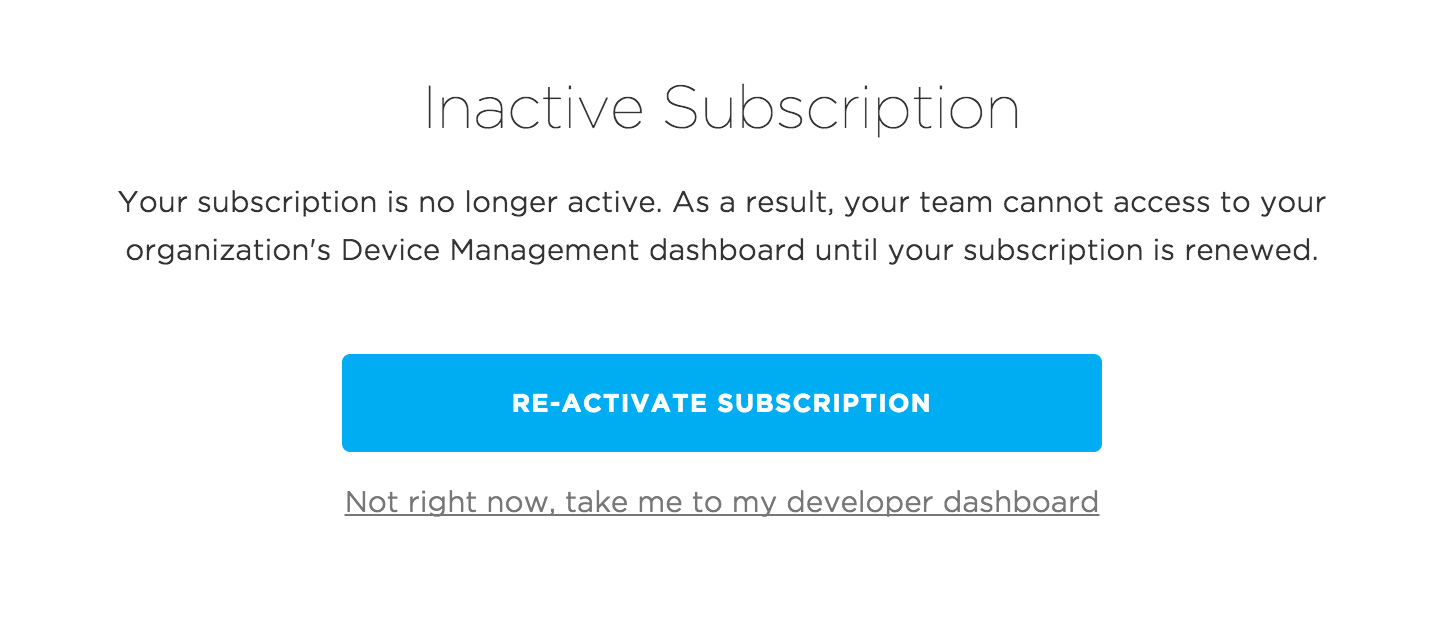 Inactive Subscription
Your subscription is no longer active. As a result, your team cannot access to your
organization's Device Management dashboard until your subscription is renewed.
RE-ACTIVATE SUBSCRIPTION
Not right now, take me to my developer dashboard